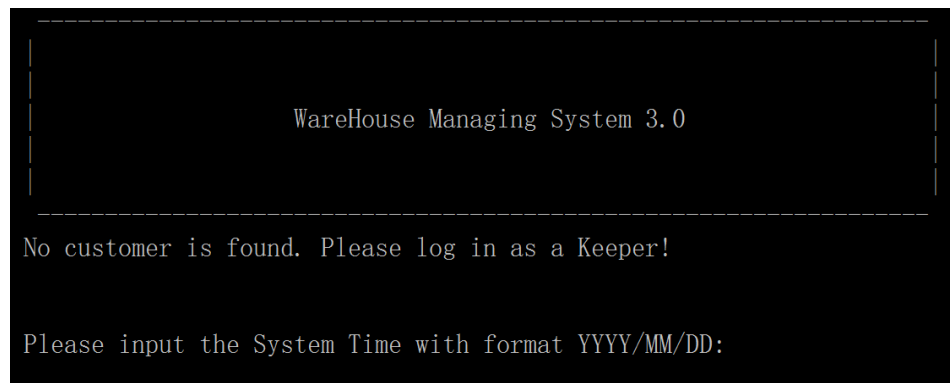 WareHouse Managing System 3.0
No customer is found. Please log in as a Keeper!
Please input the System Time with format YYYY/MM/DD: